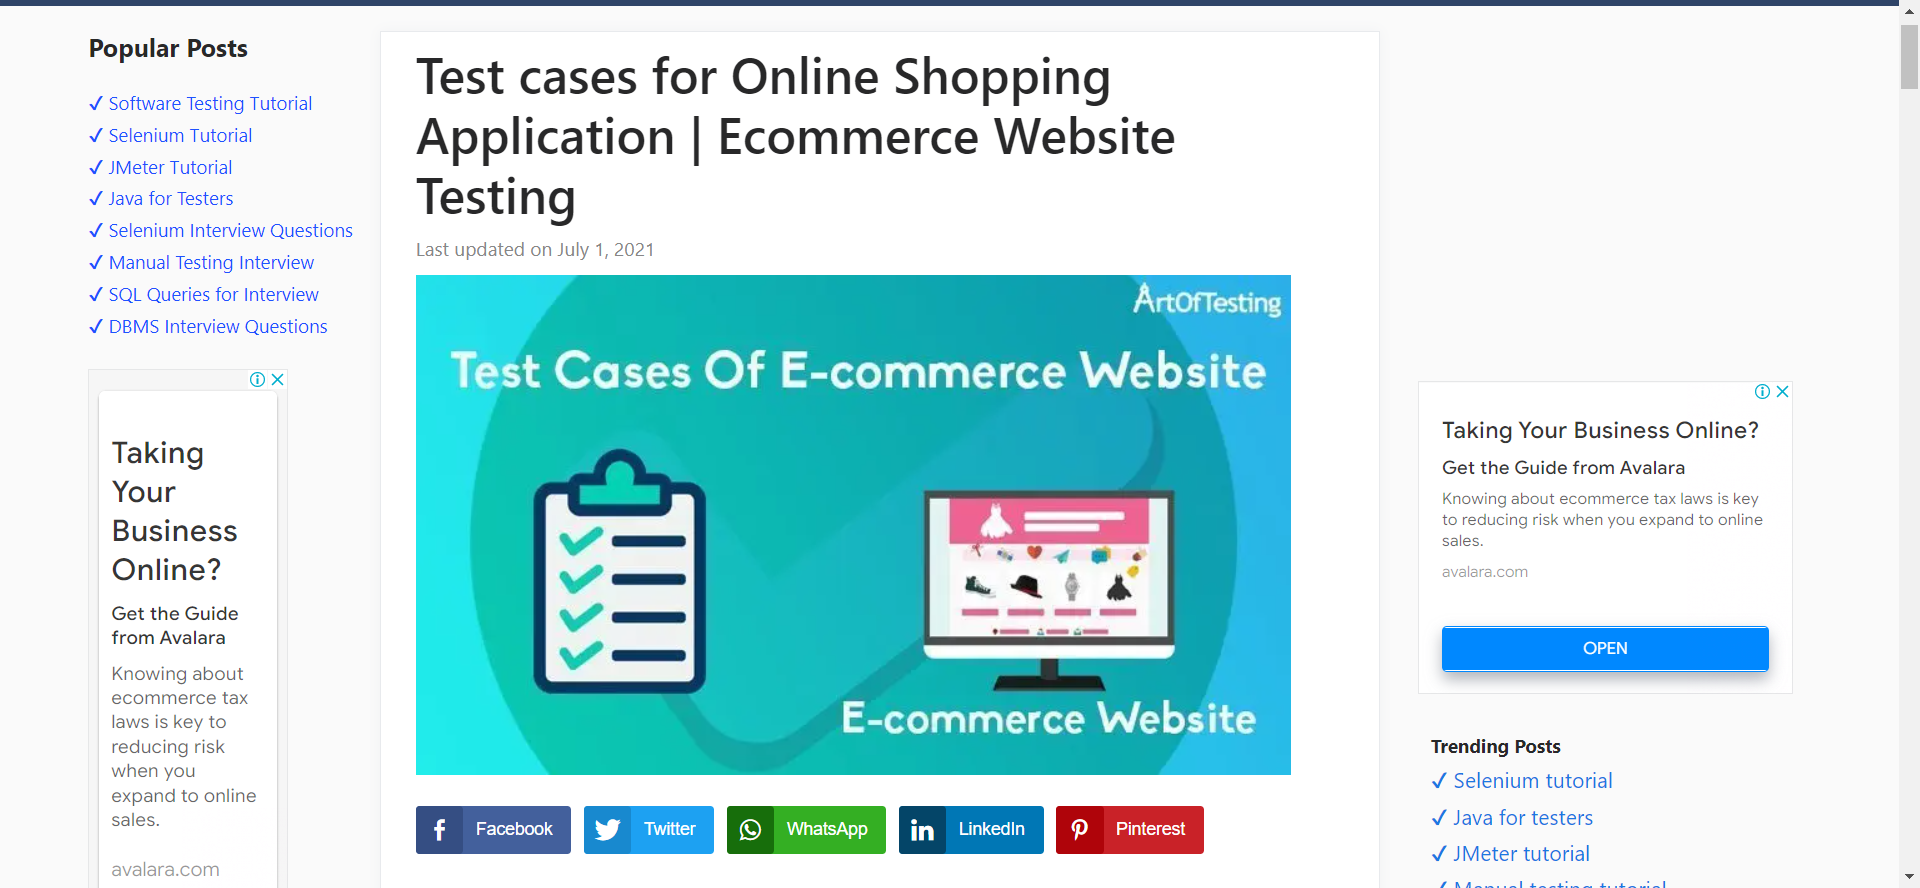 Popular Posts
✓ Software Testing Tutorial
✓ Selenium Tutorial
✓ JMeter Tutorial
✓ Java for Testers
✓ Selenium Interview Questions
✓ Manual Testing Interview
✓ SQL Queries for Interview
✓ DBMS Interview Questions
Taking
Your
Business
Online?
Get the Guide
from Avalara
Knowing about
ecommerce tax
laws is key to
reducing risk
when you
expand to online
sales.
avalara.com
Test cases for Online Shopping
Application | Ecommerce Website
Testing
Last updated on July 1, 2021
ArtOfTesting
Test Cases Of E-commerce Website
E-commerce Website
Facebook
Twitter
WhatsApp
LinkedIn
Pinterest
Taking Your Business Online?
Get the Guide from Avalara
Knowing about ecommerce tax laws is key
to reducing risk when you expand to online
sales.
avalara.com
OPEN
Trending Posts
✓ Selenium tutorial
✓ Java for testers
✓ JMeter tutorial
✓ Manual testing tutorial